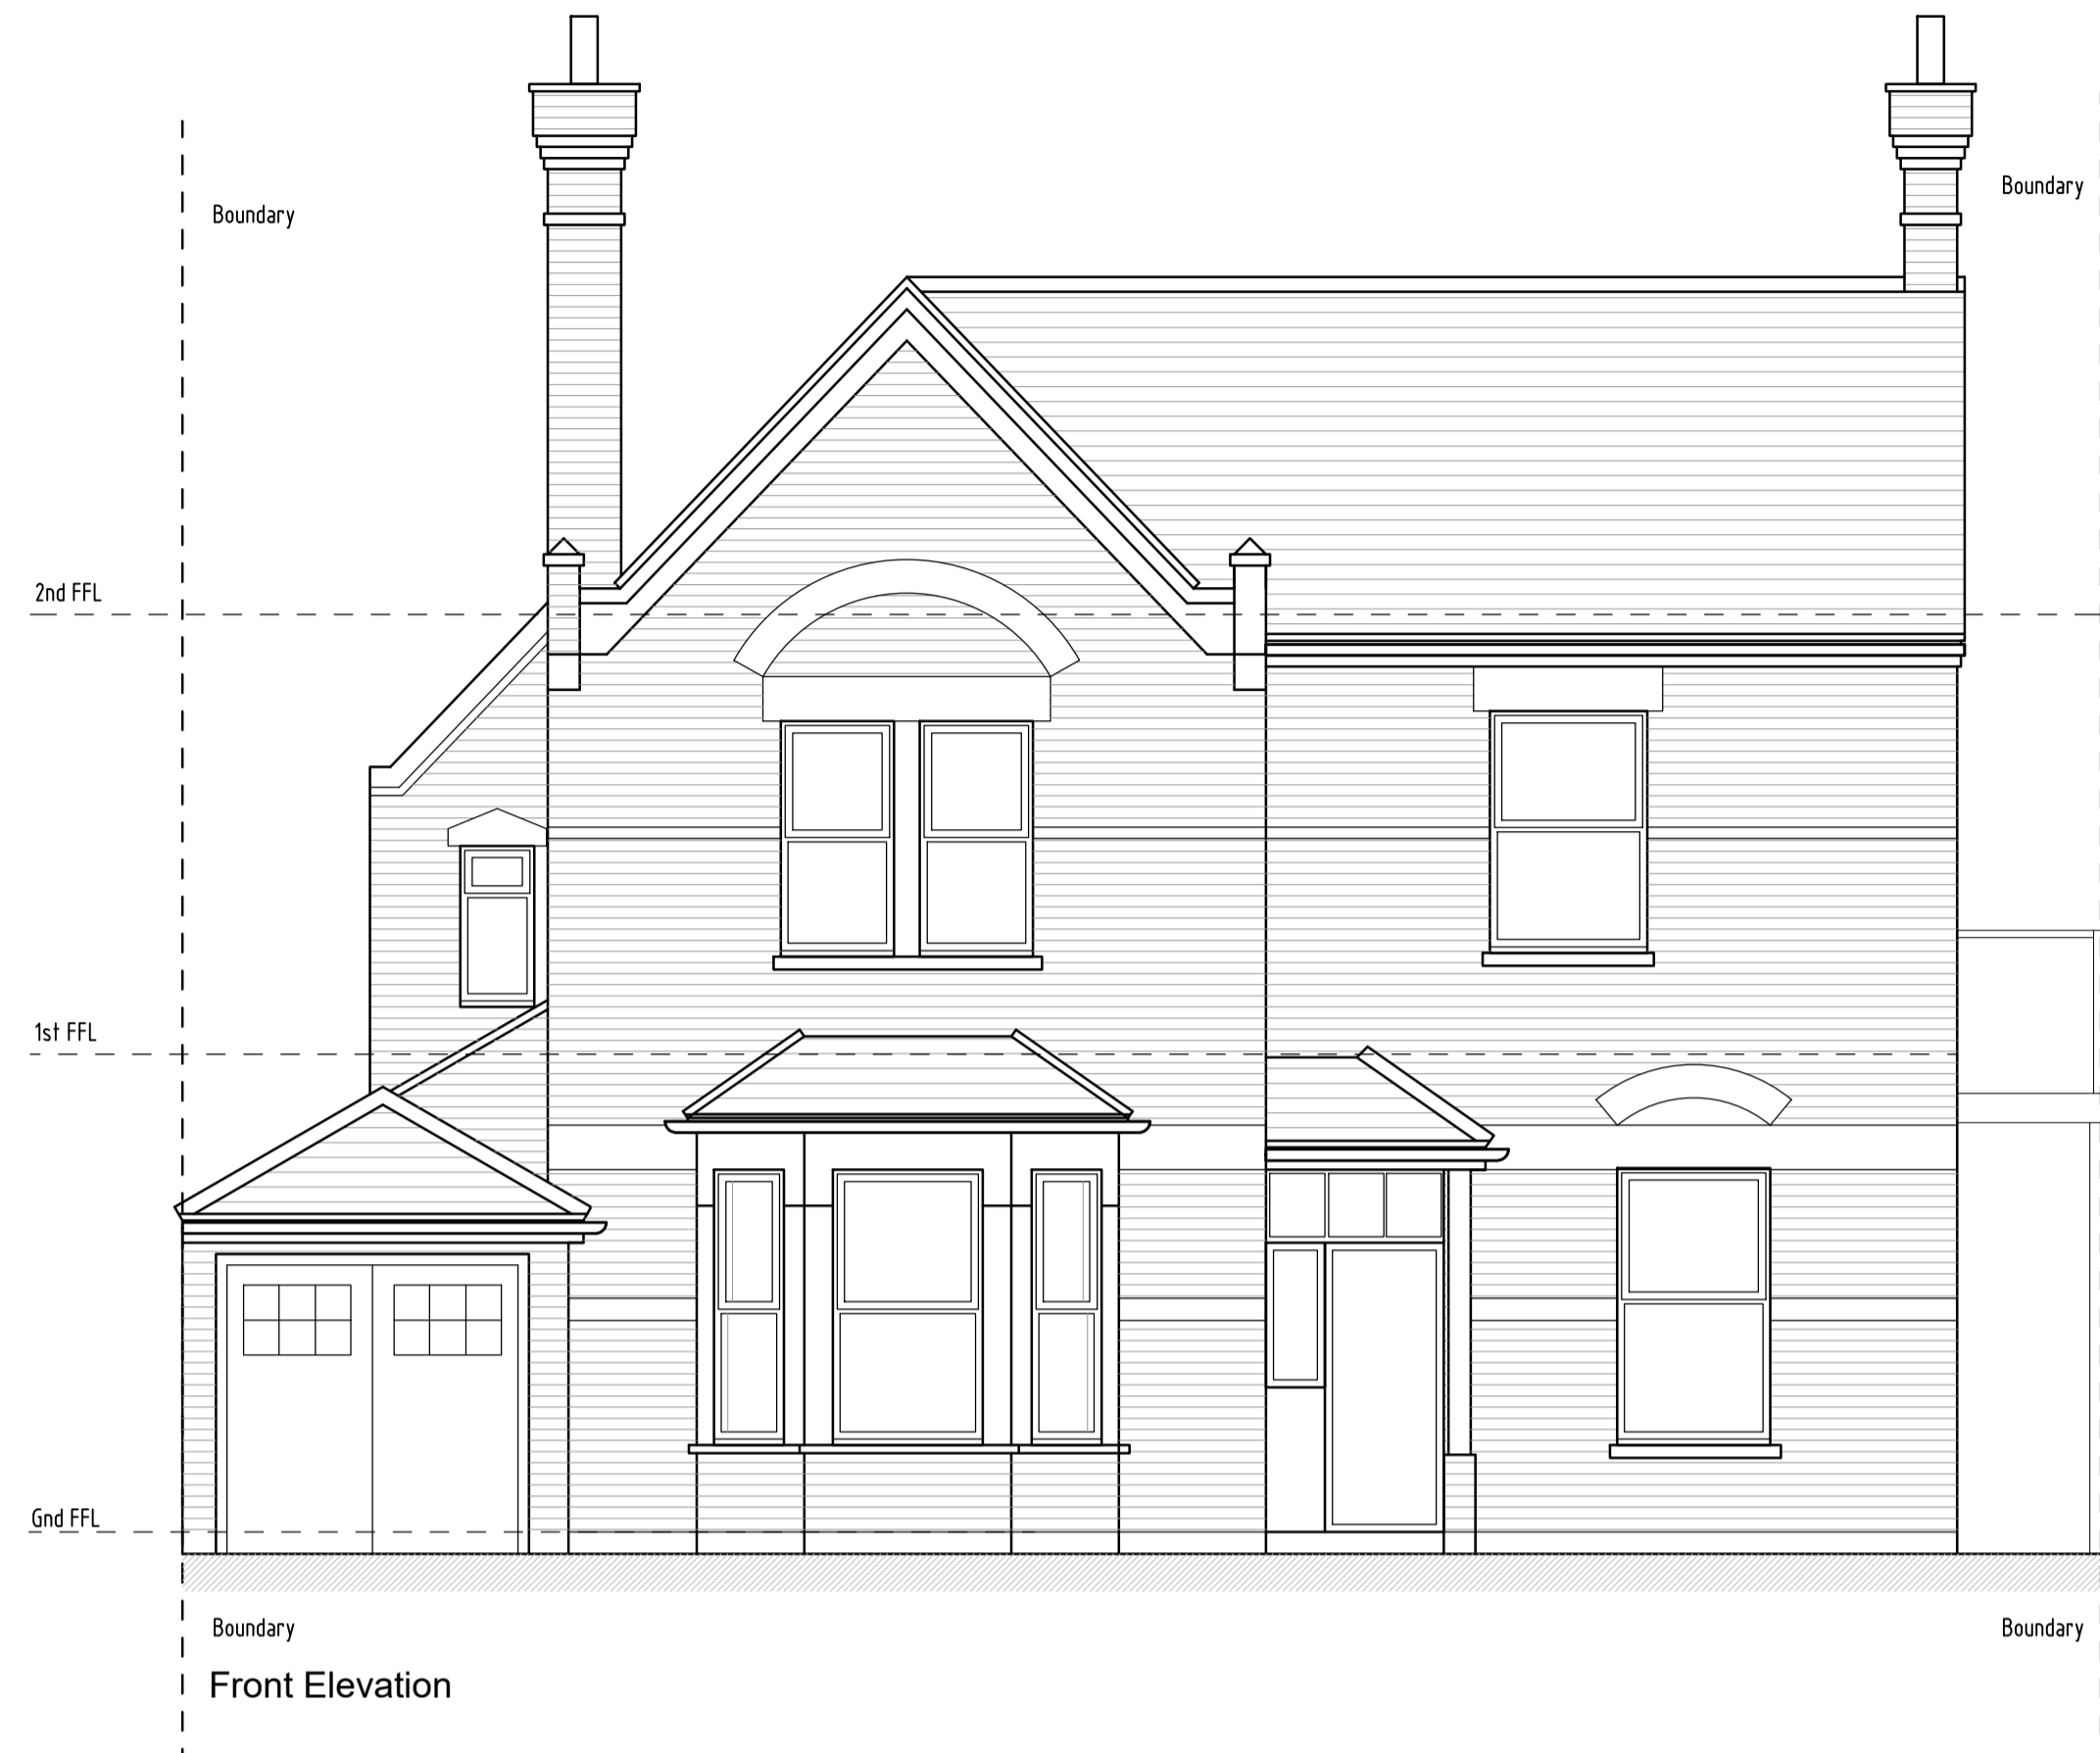 Boundary
Boundary
2nd FFL
1st FFL
Gnd FFL
Boundary
Boundary
Front Elevation